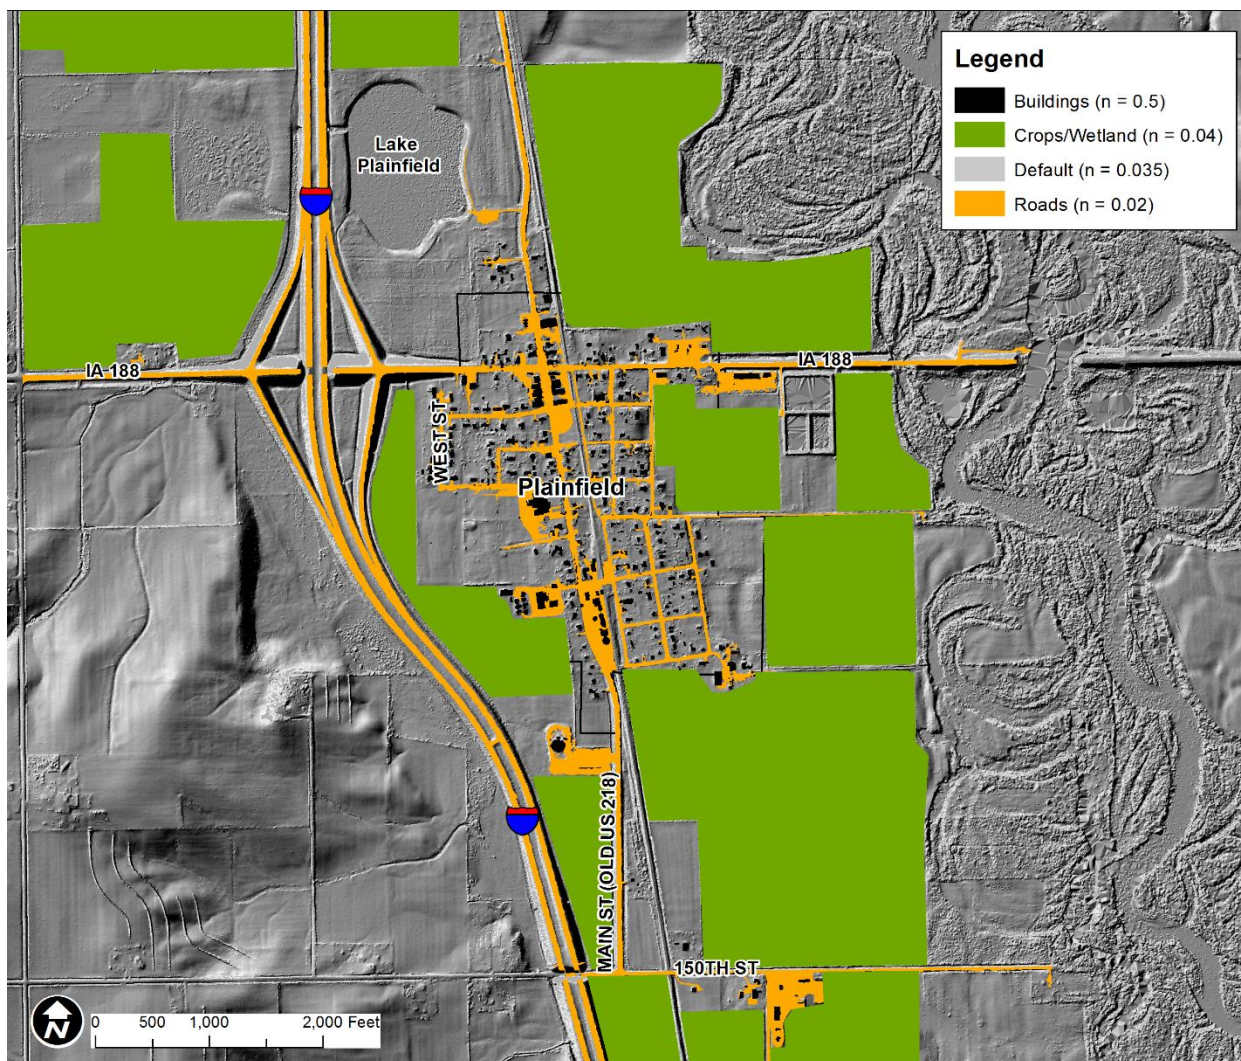 Legend
Buildings (n = 0.5)
Crops/Wetland (n = 0.04)
Default (n = 0.035)
Roads (n = 0.02)
Lake
Plainfield
IA 188
IA 188
WEST ST
Plainfield
MAIN ST (OLD US 218)
150TH ST
N
0 500 1,000 2,000 Feet